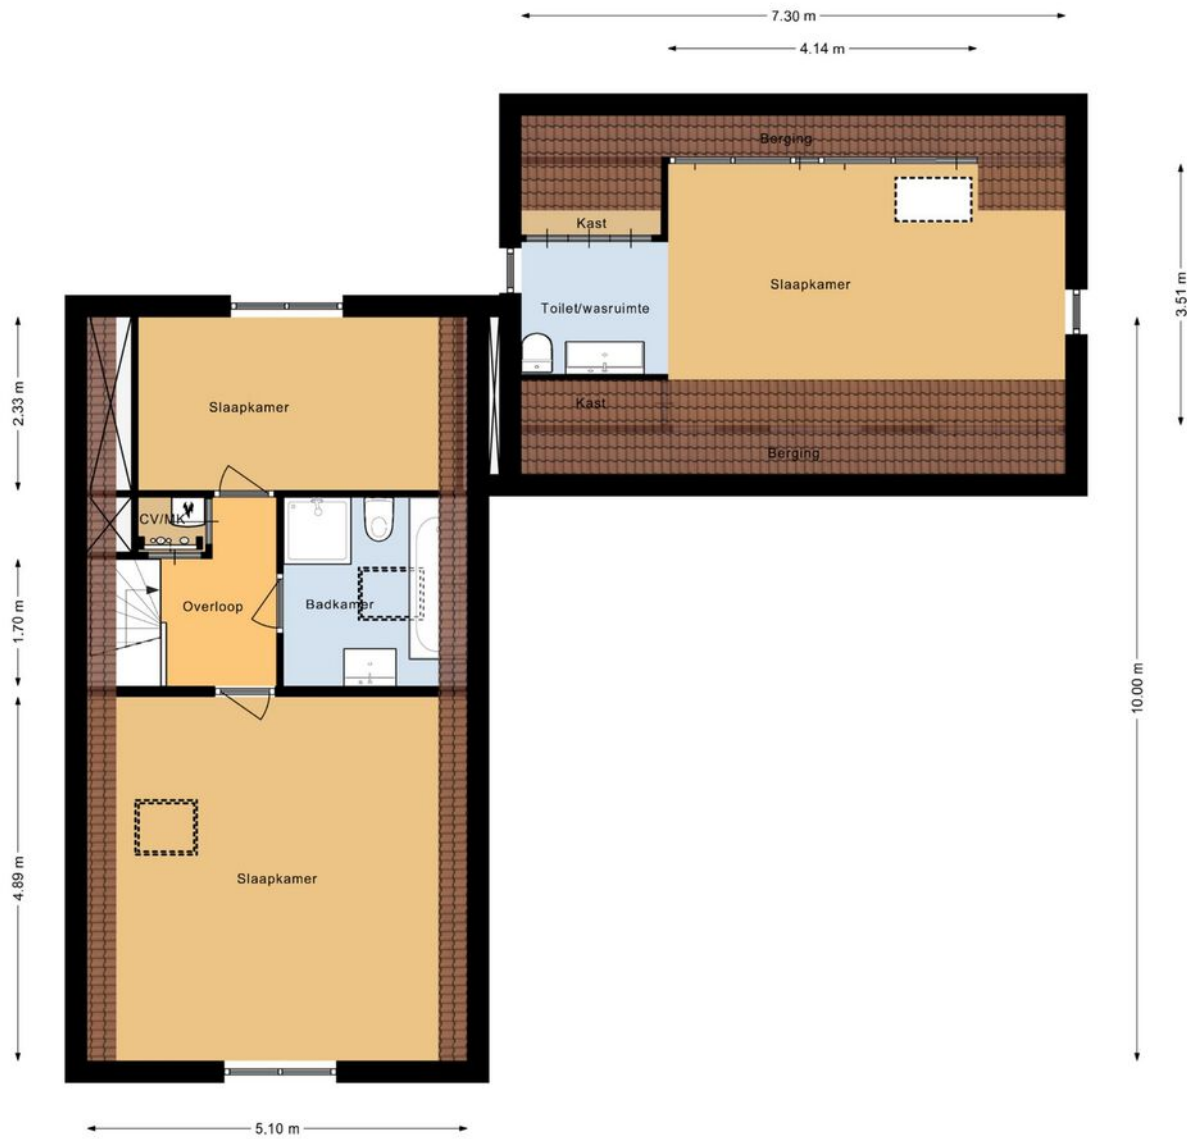 7.30 m
4.14 m
Berging
Kast
Slaapkamer
3.51 m
Toilet/wasruimte
2.33 m
Slaapkamer
Kast
Berging
CV/MK
1.70 m
Overloop
Badkamer
10.00 m
4.89 m
Slaapkamer
5.10 m